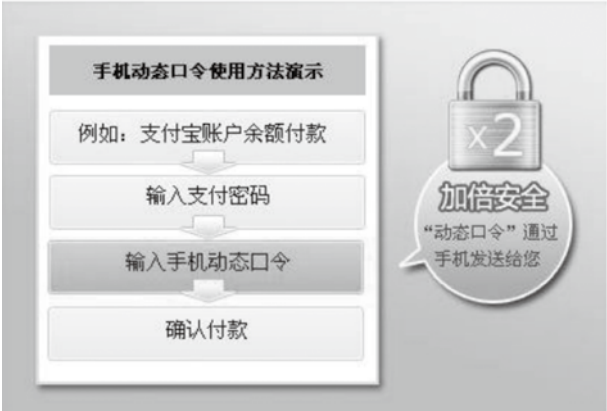 手机动态口令使用方法演示
例如：支付宝账户余额付款
输入支付密码
输入手机动态口令
确认付款
x2
加倍安全
“动态口令”通过
手机发送给您